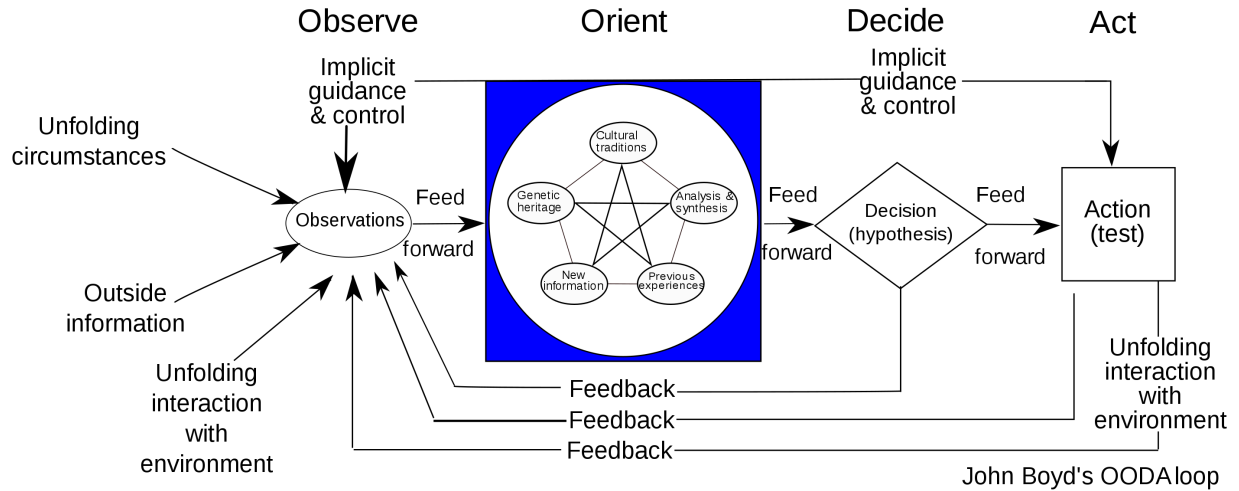 Observe
Orient
Decide
Act
Implicit
guidance
& control
Implicit
guidance
& control
Unfolding
circumstances
Observations
Feed
forward
Cultural
traditions
Genetic
heritage
Analysis &
synthesis
New
information
Previous
experiences
Feed
forward
Decision
(hypothesis)
Feed
forward
Action
(test)
Outside
information
Unfolding
interaction
with
environment
Unfolding
interaction
with
environment
Feedback
Feedback
Feedback
John Boyd's OODA loop